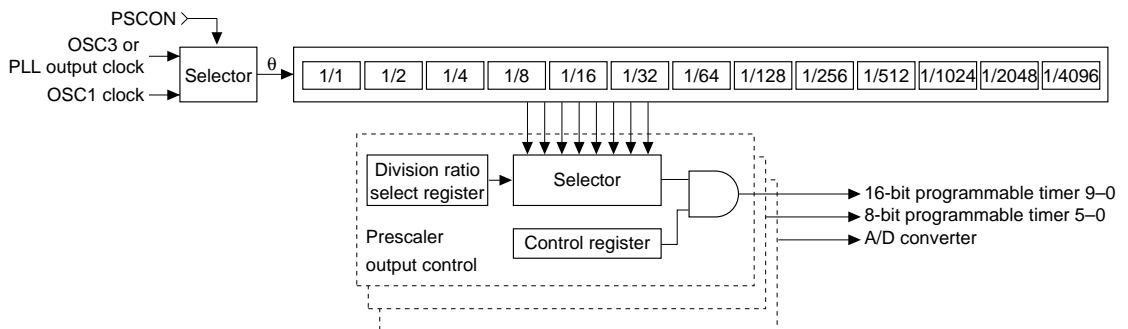 PSCON
OSC3 or
PLL output clock
OSC1 clock
Selector
θ
1/1 1/2 1/4 1/8 1/16 1/32 1/64 1/128 1/256 1/512 1/1024 1/2048 1/4096
Division ratio
select register
Selector
Control register
Prescaler
output control
16-bit programmable timer 9–0
8-bit programmable timer 5–0
A/D converter